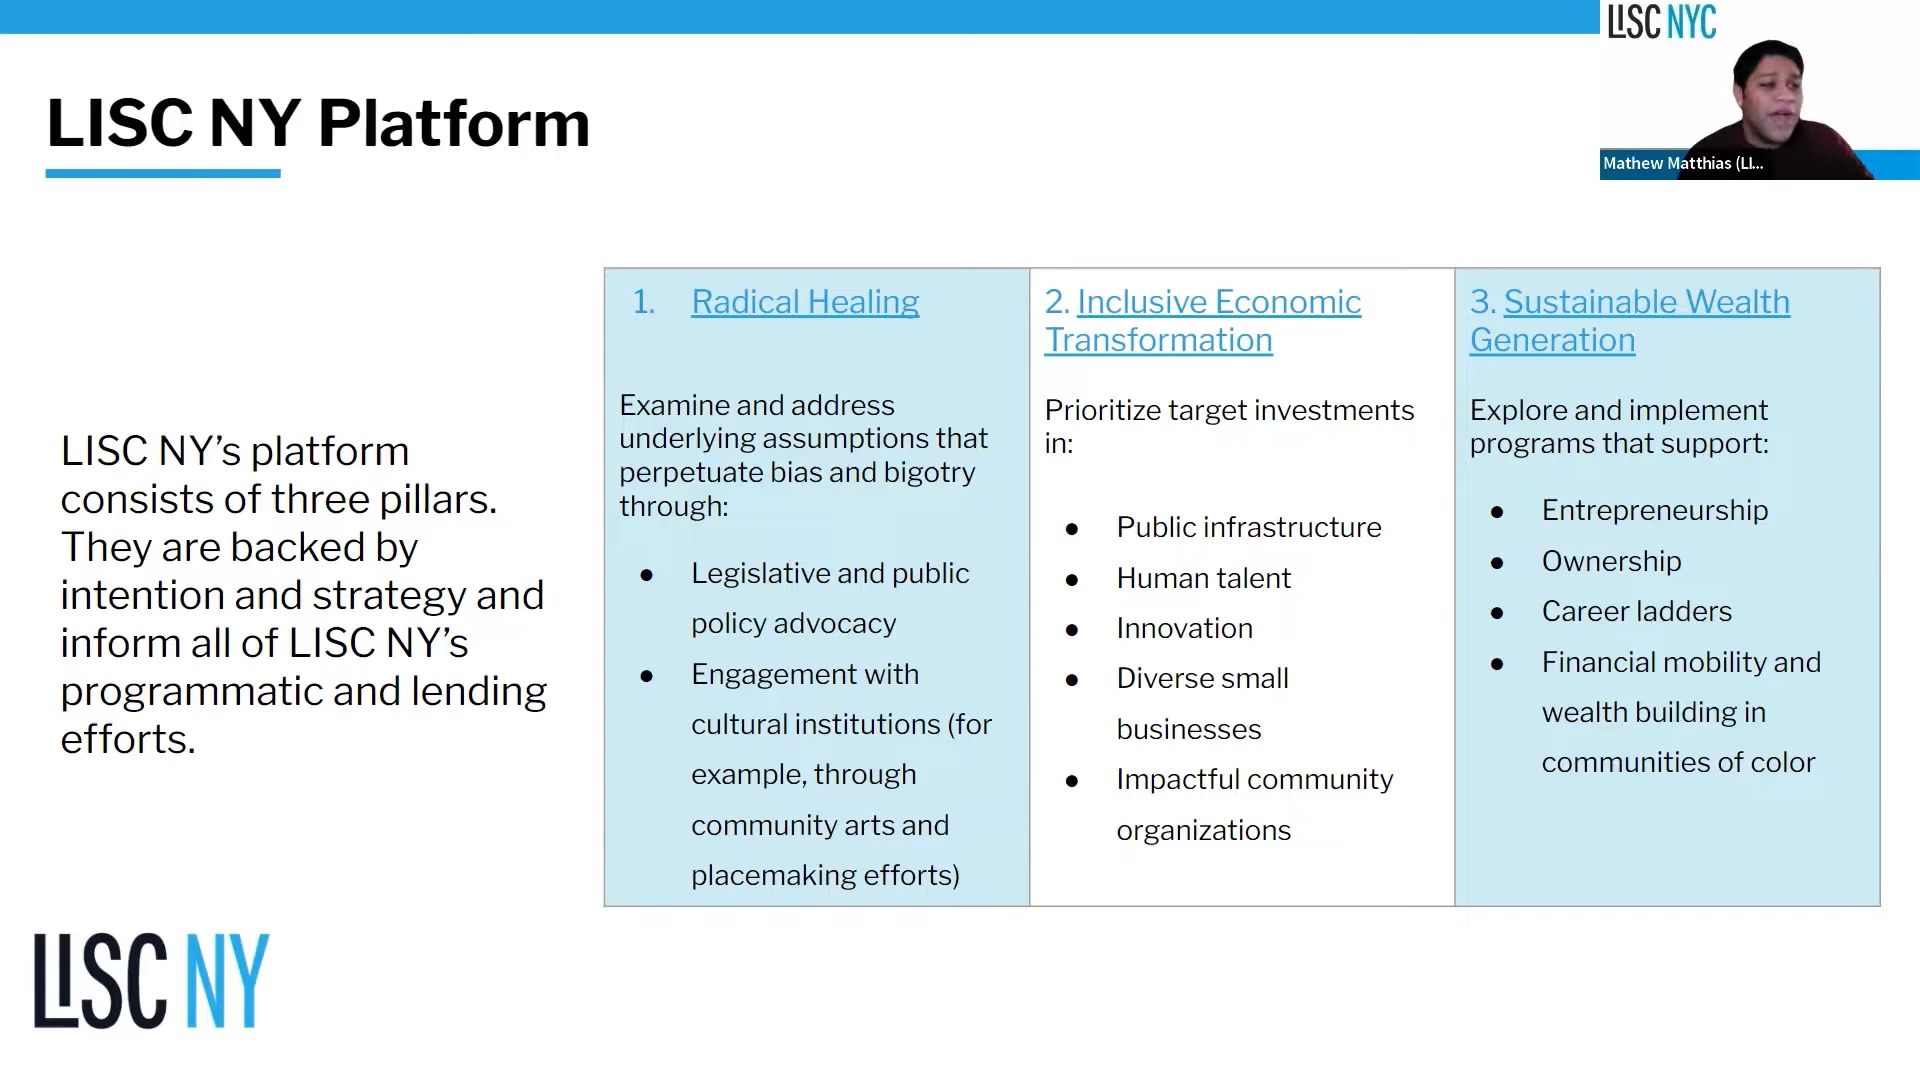 LISC NYC
Mathew Matthias (LI...
LISC NY Platform
LISC NY’s platform
consists of three pillars.
They are backed by
intention and strategy and
inform all of LISC NY’s
programmatic and lending
efforts.
1. Radical Healing
Examine and address
underlying assumptions that
perpetuate bias and bigotry
through:
● Legislative and public
policy advocacy
● Engagement with
cultural institutions (for
example, through
community arts and
placemaking efforts)
2. Inclusive Economic
Transformation
Prioritize target investments
in:
● Public infrastructure
● Human talent
● Innovation
● Diverse small
businesses
● Impactful community
organizations
3. Sustainable Wealth
Generation
Explore and implement
programs that support:
● Entrepreneurship
● Ownership
● Career ladders
● Financial mobility and
wealth building in
communities of color
LISC NY